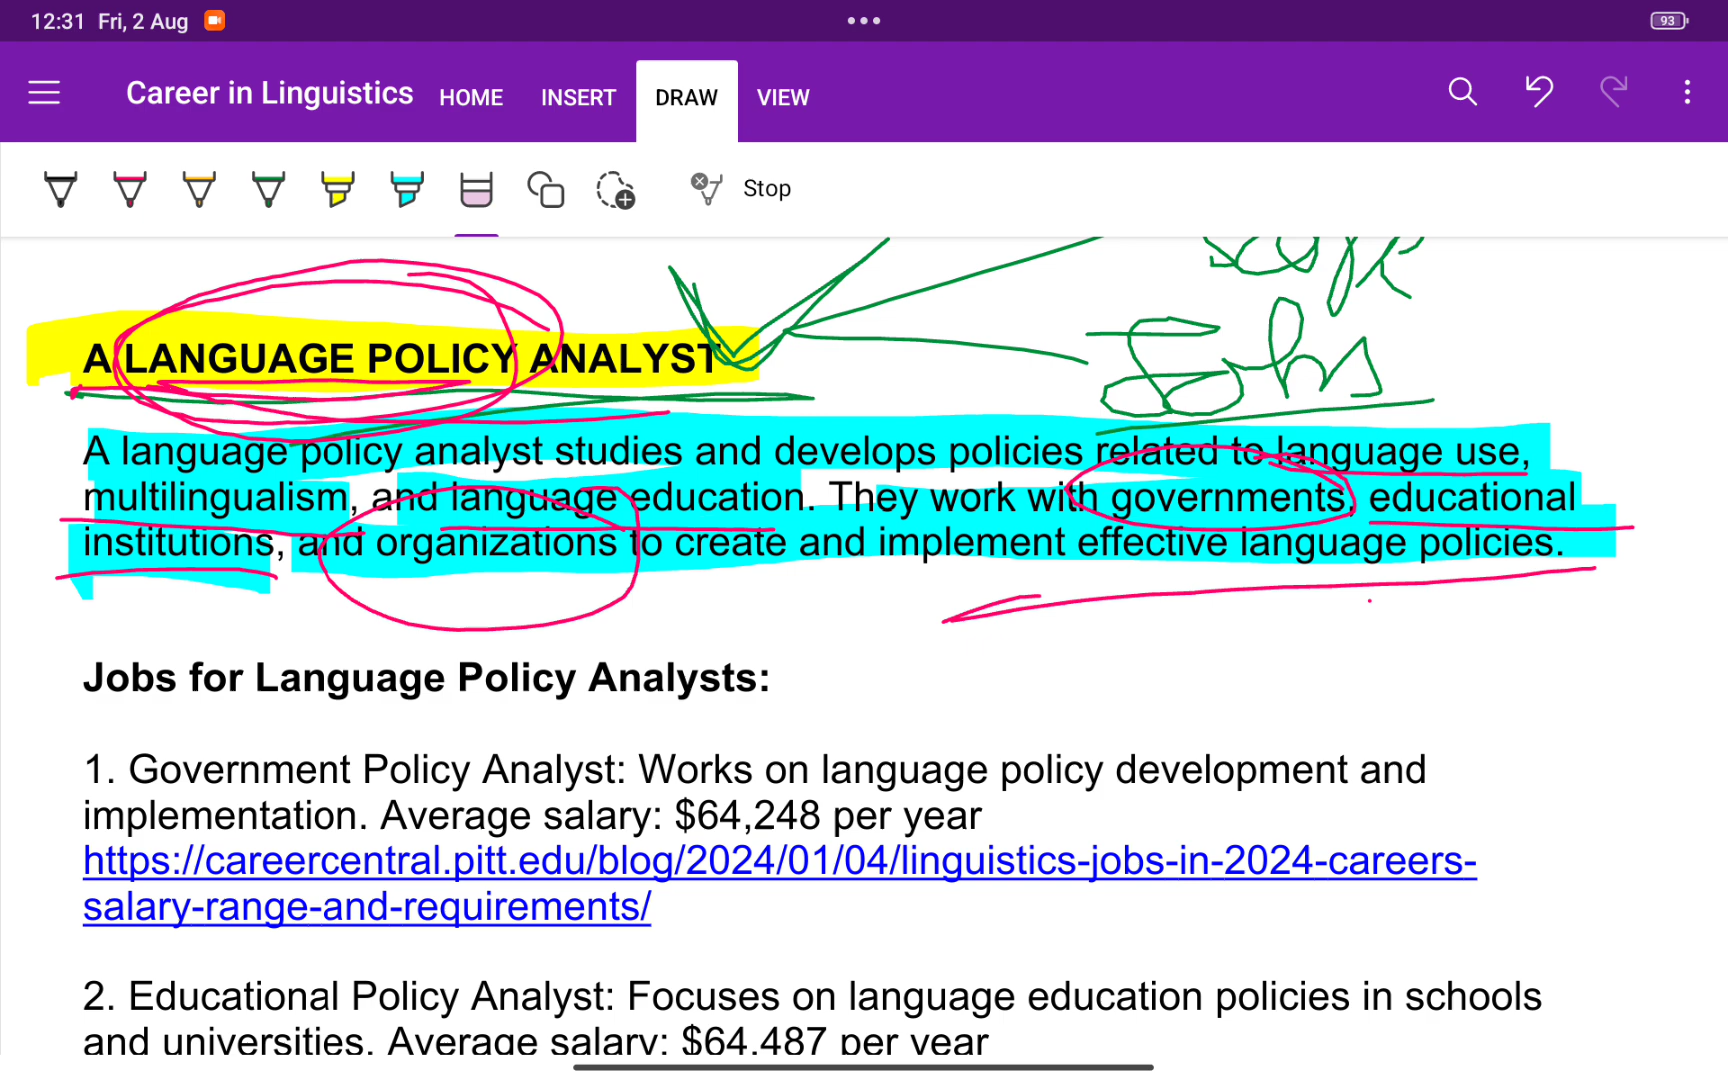 12:31 Fri, 2 Aug
93
Career in Linguistics HOME INSERT DRAW VIEW
Stop
A LANGUAGE POLICY ANALYST
Jobs
A language policy analyst studies and develops policies related to language use,
multilingualism, and language education. They work with governments, educational
institutions, and organizations to create and implement effective language policies.
Jobs for Language Policy Analysts:
1. Government Policy Analyst: Works on language policy development and
implementation. Average salary: $64,248 per year
https://careercentral.pitt.edu/blog/2024/01/04/linguistics-jobs-in-2024-careers-
salary-range-and-requirements/
2. Educational Policy Analyst: Focuses on language education policies in schools
and universities. Average salary: $64,487 per year